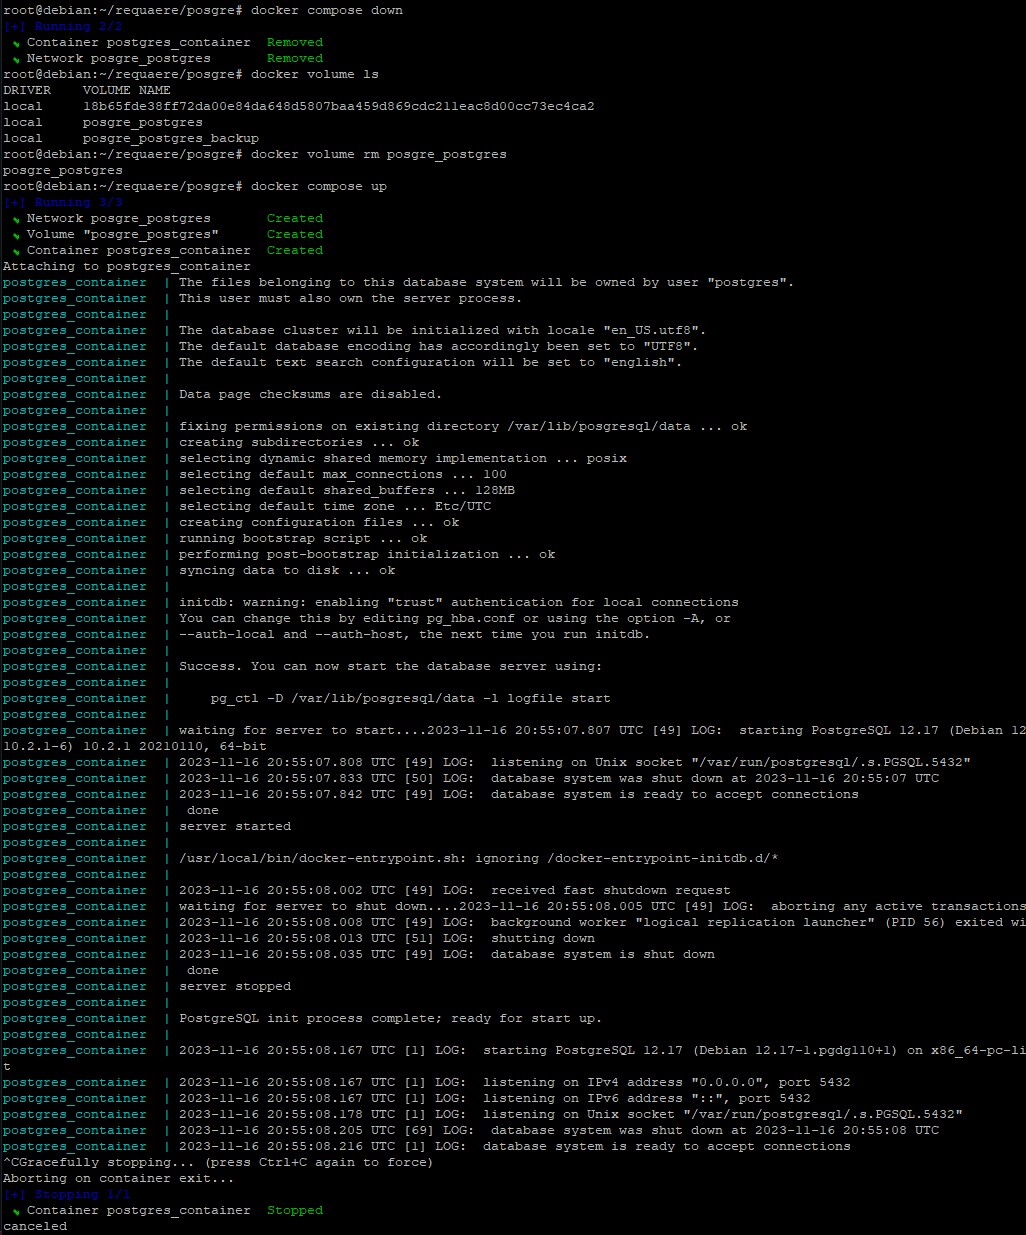 root@debian:~/requaere/posgre# docker compose down
[+] Running 2/2
Container postgres_container Removed
Network posgre_postgres Removed
root@debian:~/requaere/posgre# docker volume ls
DRIVER VOLUME NAME
local 18b65fde38ff72da00e84da648d5807baa459d869cdc211eac8d00cc73ec4ca2
local posgre_postgres
local posgre_postgres_backup
root@debian:~/requaere/posgre# docker volume rm posgre_postgres
posgre_postgres
root@debian:~/requaere/posgre# docker compose up
[+] Running 3/3
Network posgre_postgres Created
Volume "posgre_postgres" Created
Container postgres_container Created
Attaching to postgres_container
postgres_container | The files belonging to this database system will be owned by user "postgres".
postgres_container | This user must also own the server process.
postgres_container |
postgres_container | The database cluster will be initialized with locale "en_US.utf8".
postgres_container | The default database encoding has accordingly been set to "UTF8".
postgres_container | The default text search configuration will be set to "english".
postgres_container |
postgres_container | Data page checksums are disabled.
postgres_container |
postgres_container | fixing permissions on existing directory /var/lib/posgresql/data ... ok
postgres_container | creating subdirectories ... ok
postgres_container | selecting dynamic shared memory implementation ... posix
postgres_container | selecting default max_connections ... 100
postgres_container | selecting default shared_buffers ... 128MB
postgres_container | selecting default time zone ... Etc/UTC
postgres_container | creating configuration files ... ok
postgres_container | running bootstrap script ... ok
postgres_container | performing post-bootstrap initialization ... ok
postgres_container | syncing data to disk ... ok
postgres_container |
postgres_container | initdb: warning: enabling "trust" authentication for local connections
postgres_container | You can change this by editing pg_hba.conf or using the option -A, or
postgres_container | --auth-local and --auth-host, the next time you run initdb.
postgres_container |
postgres_container | Success. You can now start the database server using:
postgres_container |
postgres_container | pg_ctl -D /var/lib/posgresql/data -l logfile start
postgres_container |
postgres_container | waiting for server to start....2023-11-16 20:55:07.807 UTC [49] LOG: starting PostgreSQL 12.17 (Debian 12
10.2.1-6) 10.2.1 20210110, 64-bit
postgres_container | 2023-11-16 20:55:07.808 UTC [49] LOG: listening on Unix socket "/var/run/postgresql/.s.PGSQL.5432"
postgres_container | 2023-11-16 20:55:07.833 UTC [50] LOG: database system was shut down at 2023-11-16 20:55:07 UTC
postgres_container | 2023-11-16 20:55:07.842 UTC [49] LOG: database system is ready to accept connections
postgres_container | done
postgres_container | server started
postgres_container |
postgres_container | /usr/local/bin/docker-entrypoint.sh: ignoring /docker-entrypoint-initdb.d/*
postgres_container |
postgres_container | 2023-11-16 20:55:08.002 UTC [49] LOG: received fast shutdown request
postgres_container | waiting for server to shut down....2023-11-16 20:55:08.005 UTC [49] LOG: aborting any active transactions
postgres_container | 2023-11-16 20:55:08.008 UTC [49] LOG: background worker "logical replication launcher" (PID 56) exited wi
postgres_container | 2023-11-16 20:55:08.013 UTC [51] LOG: shutting down
postgres_container | 2023-11-16 20:55:08.035 UTC [49] LOG: database system is shut down
postgres_container | done
postgres_container | server stopped
postgres_container |
postgres_container | PostgreSQL init process complete; ready for start up.
postgres_container |
postgres_container | 2023-11-16 20:55:08.167 UTC [1] LOG: starting PostgreSQL 12.17 (Debian 12.17-1.pgdg110+1) on x86_64-pc-li
t
postgres_container | 2023-11-16 20:55:08.167 UTC [1] LOG: listening on IPv4 address "0.0.0.0", port 5432
postgres_container | 2023-11-16 20:55:08.167 UTC [1] LOG: listening on IPv6 address "::", port 5432
postgres_container | 2023-11-16 20:55:08.178 UTC [1] LOG: listening on Unix socket "/var/run/postgresql/.s.PGSQL.5432"
postgres_container | 2023-11-16 20:55:08.205 UTC [69] LOG: database system was shut down at 2023-11-16 20:55:08 UTC
postgres_container | 2023-11-16 20:55:08.216 UTC [1] LOG: database system is ready to accept connections
^CGracefully stopping... (press Ctrl+C again to force)
Aborting on container exit...
[+] Stopping 1/1
Container postgres_container Stopped
canceled